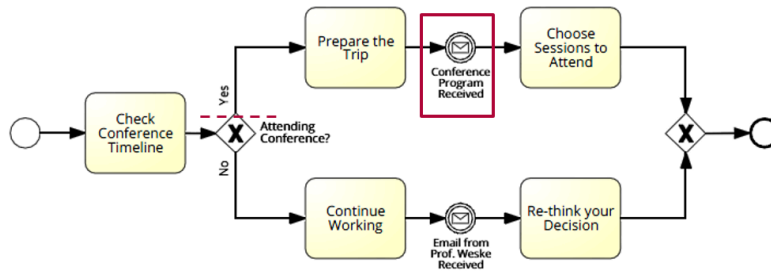 Prepare the
Trip
Conference
Program
Received
Choose
Sessions to
Attend
Yes
Check
Conference
Timeline
X
Attending
Conference?
X
No
Continue
Working
Email from
Prof. Weske
Received
Re-think your
Decision